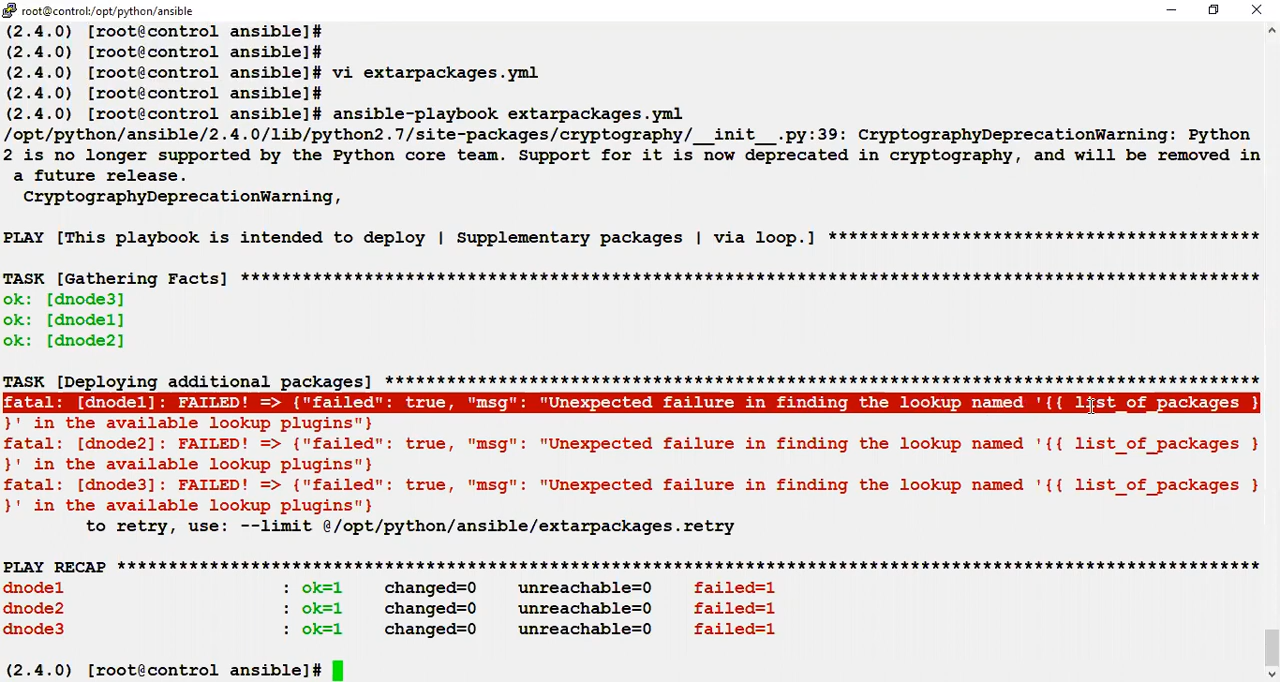 root@control:/opt/python/ansible
(2.4.0) [root@control ansible]#
(2.4.0) [root@control ansible]#
(2.4.0) [root@control ansible]# vi extarpackages.yml
(2.4.0) [root@control ansible]#
(2.4.0) [root@control ansible]# ansible-playbook extarpackages.yml
/opt/python/ansible/2.4.0/lib/python2.7/site-packages/cryptography/__init__.py:39: CryptographyDeprecationWarning: Python
2 is no longer supported by the Python core team. Support for it is now deprecated in cryptography, and will be removed in
 a future release.
  CryptographyDeprecationWarning,
PLAY [This playbook is intended to deploy | Supplementary packages | via loop.] ******************************************
TASK [Gathering Facts] ***************************************************************************************************
ok: [dnode3]
ok: [dnode1]
ok: [dnode2]
TASK [Deploying additional packages] *************************************************************************************
fatal: [dnode1]: FAILED! => {"failed": true, "msg": "Unexpected failure in finding the lookup named '{{ list_of_packages }
}' in the available lookup plugins"}
fatal: [dnode2]: FAILED! => {"failed": true, "msg": "Unexpected failure in finding the lookup named '{{ list_of_packages }
}' in the available lookup plugins"}
fatal: [dnode3]: FAILED! => {"failed": true, "msg": "Unexpected failure in finding the lookup named '{{ list_of_packages }
}' in the available lookup plugins"}
        to retry, use: --limit @/opt/python/ansible/extarpackages.retry
PLAY RECAP ***************************************************************************************************************
dnode1                     : ok=1    changed=0    unreachable=0    failed=1
dnode2                     : ok=1    changed=0    unreachable=0    failed=1
dnode3                     : ok=1    changed=0    unreachable=0    failed=1
(2.4.0) [root@control ansible]#